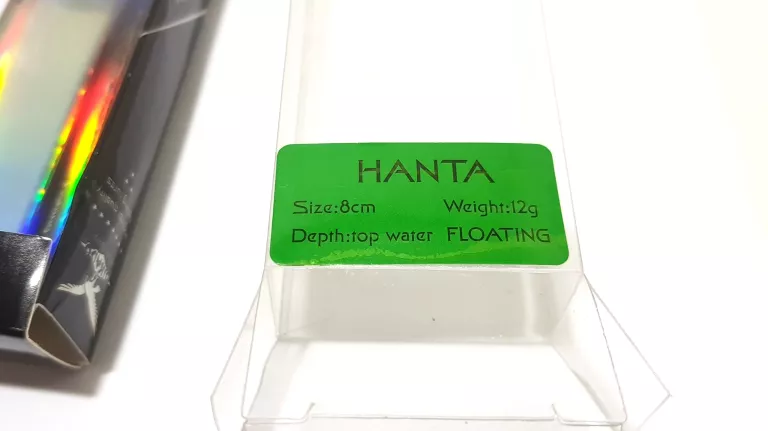 HANTA
Size:8cm Weight:12g
Depth:top water FLOATING